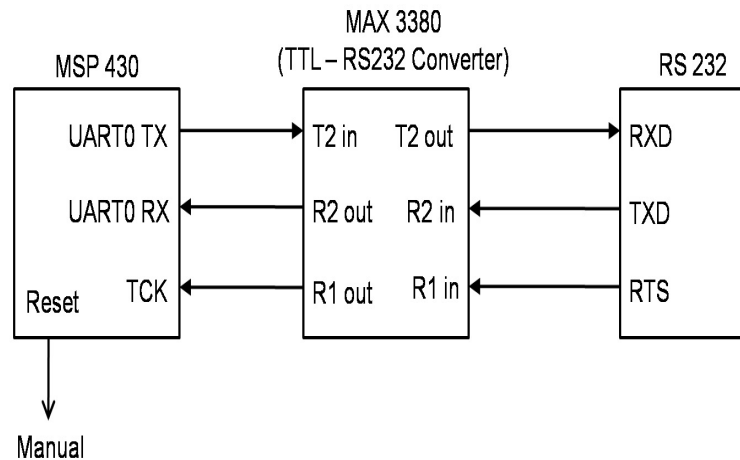 MAX 3380
(TTL – RS232 Converter)
MSP 430
RS 232
UART0 TX
T2 in
T2 out
RXD
UART0 RX
R2 out
R2 in
TXD
TCK
R1 out
R1 in
RTS
Reset
Manual